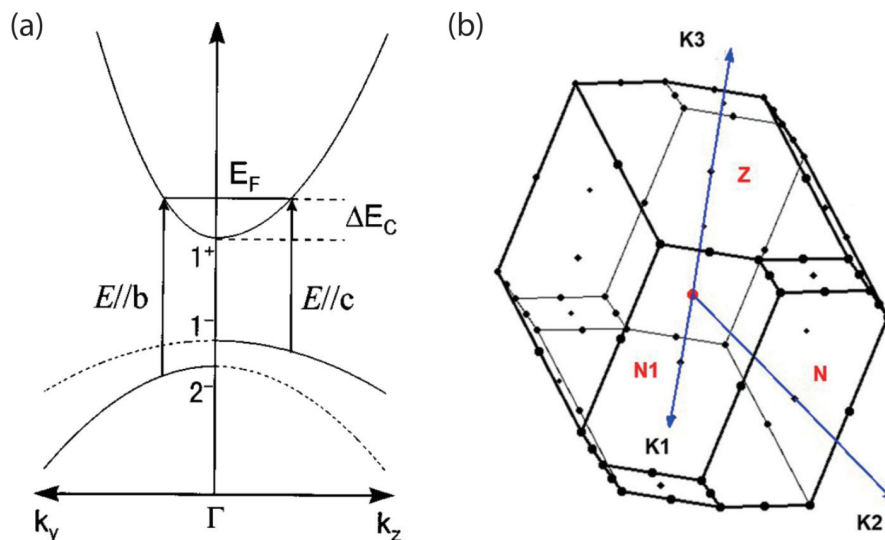 (a)
E_F
ΔE_C
1⁺
E//b
E//c
1⁻
2⁻
k_y
Γ
k_z
(b)
K3
Z
N1
N
K1
K2